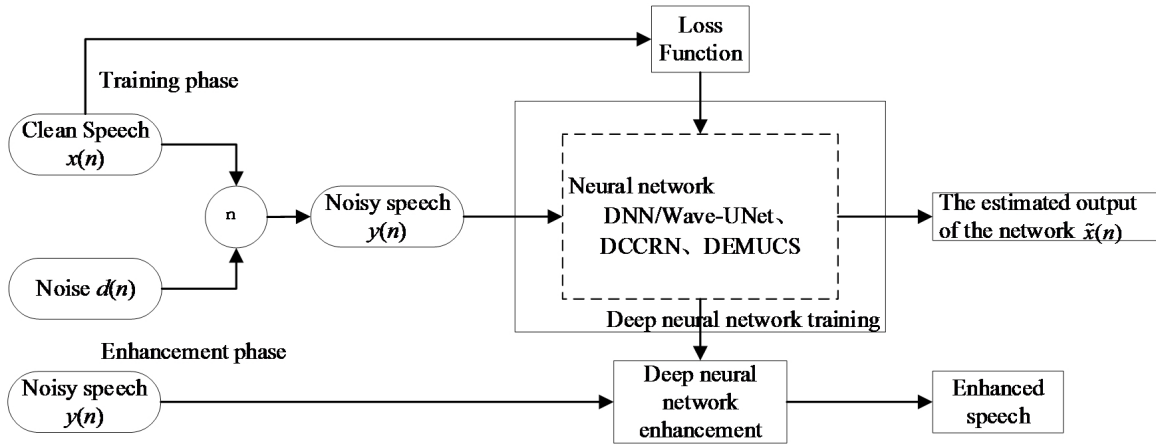 Loss
Function
Training phase
Clean Speech
x(n)
n
Noisy speech
y(n)
Noise d(n)
Neural network
DNN/Wave-UNet、
DCCRN、DEMUCS
The estimated output
of the network x̃(n)
Deep neural network training
Enhancement phase
Noisy speech
y(n)
Deep neural
network
enhancement
Enhanced
speech